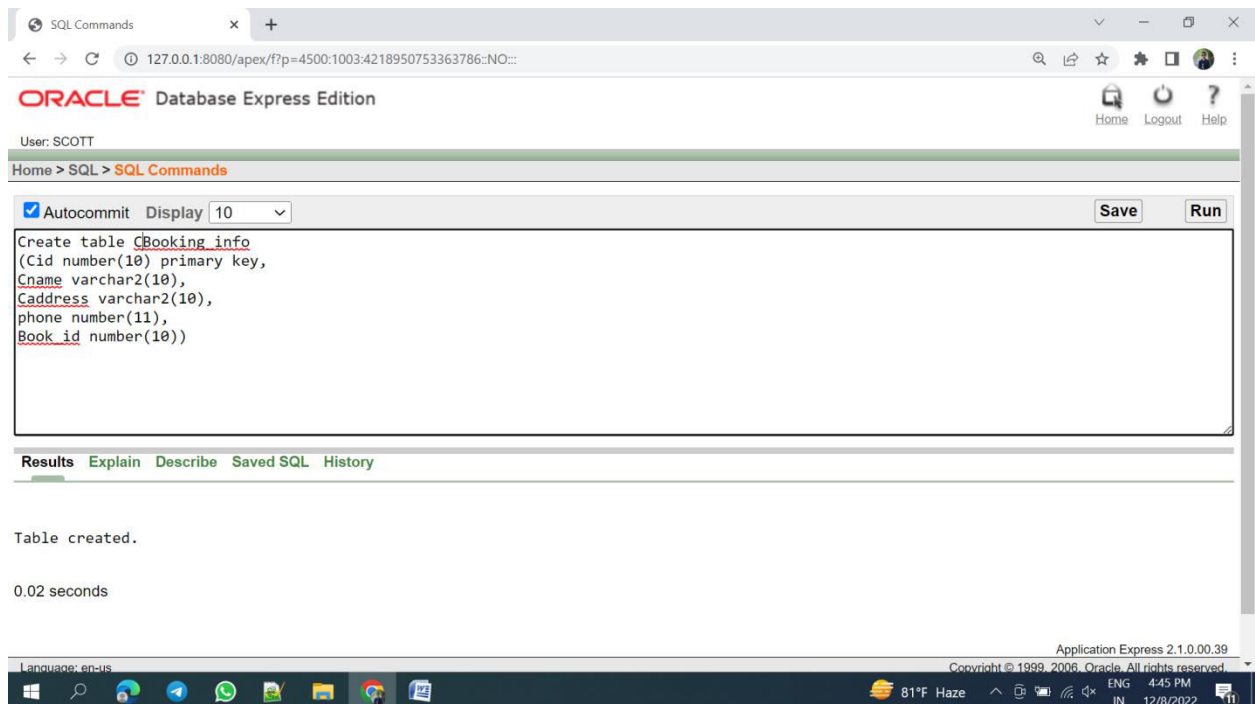 SQL Commands
127.0.0.1:8080/apex/f?p=4500:1003:4218950753363786::NO:::
ORACLE® Database Express Edition
Home Logout Help
User: SCOTT
Home > SQL > SQL Commands
Autocommit Display 10 Save Run
Create table CBooking_info
(Cid number(10) primary key,
Cname varchar2(10),
Caddress varchar2(10),
phone number(11),
Book_id number(10))
Results Explain Describe Saved SQL History
Table created.
0.02 seconds
Application Express 2.1.0.00.39
Language: en-us Copyright © 1999, 2006, Oracle. All rights reserved.
81°F Haze ENG 4:45 PM
IN 12/8/2022 11